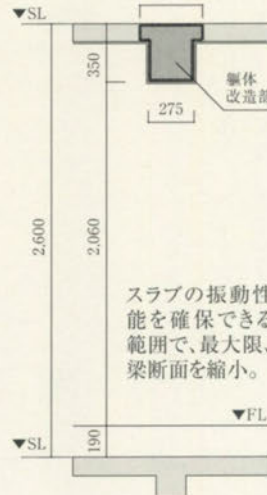 ▼SL
350
躯体
改造部
275
2,600
2,060
スラブの振動性
能を確保できる
範囲で、最大限、
梁断面を縮小。
▼FL
▼SL
190